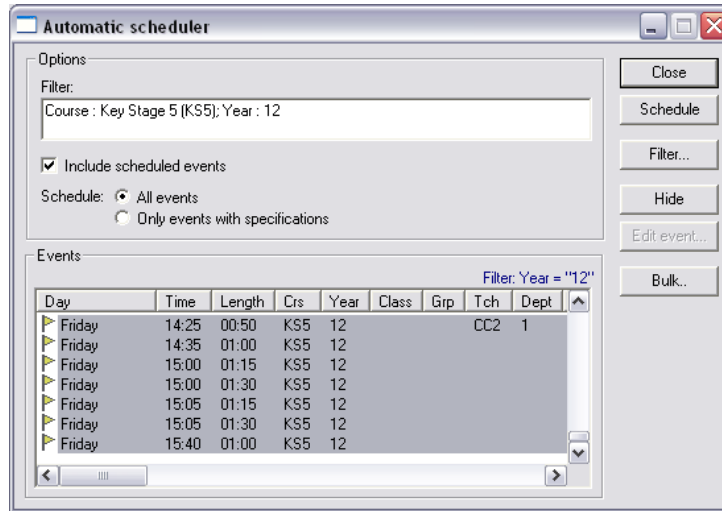 Automatic scheduler
Options
Filter:
Course : Key Stage 5 (KS5); Year : 12
Include scheduled events
Schedule: All events
Only events with specifications
Close
Schedule
Filter...
Hide
Edit event...
Bulk..
Events
Filter: Year = "12"
Day Time Length Crs Year Class Grp Tch Dept
Friday 14:25 00:50 KS5 12 CC2 1
Friday 14:35 01:00 KS5 12
Friday 15:00 01:15 KS5 12
Friday 15:00 01:30 KS5 12
Friday 15:05 01:15 KS5 12
Friday 15:05 01:30 KS5 12
Friday 15:40 01:00 KS5 12